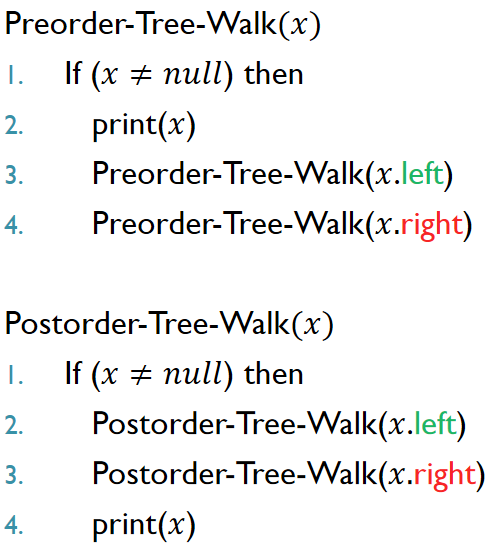 Preorder-Tree-Walk(x)
1. If (x ≠ null) then
2. print(x)
3. Preorder-Tree-Walk(x.left)
4. Preorder-Tree-Walk(x.right)
Postorder-Tree-Walk(x)
1. If (x ≠ null) then
2. Postorder-Tree-Walk(x.left)
3. Postorder-Tree-Walk(x.right)
4. print(x)